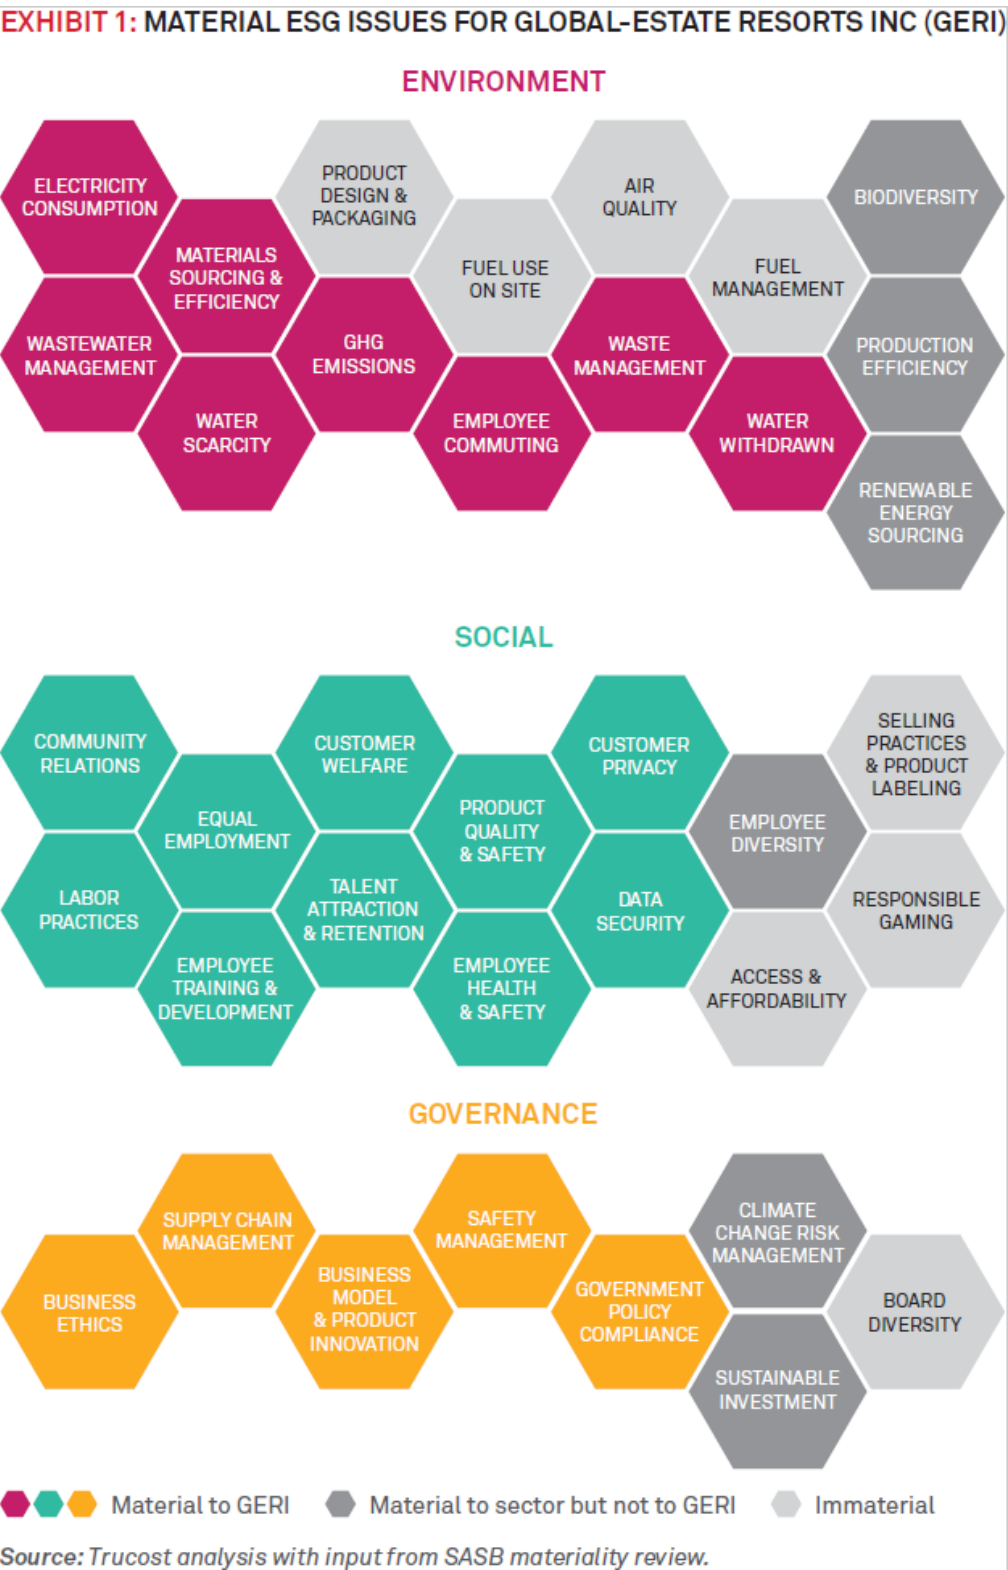 EXHIBIT 1: MATERIAL ESG ISSUES FOR GLOBAL-ESTATE RESORTS INC (GERI)
ENVIRONMENT
ELECTRICITY
CONSUMPTION
MATERIALS
SOURCING &
EFFICIENCY
PRODUCT
DESIGN &
PACKAGING
FUEL USE
ON SITE
AIR
QUALITY
FUEL
MANAGEMENT
BIODIVERSITY
WASTEWATER
MANAGEMENT
WATER
SCARCITY
GHG
EMISSIONS
EMPLOYEE
COMMUTING
WASTE
MANAGEMENT
WATER
WITHDRAWN
PRODUCTION
EFFICIENCY
RENEWABLE
ENERGY
SOURCING
SOCIAL
COMMUNITY
RELATIONS
EQUAL
EMPLOYMENT
CUSTOMER
WELFARE
PRODUCT
QUALITY
& SAFETY
CUSTOMER
PRIVACY
EMPLOYEE
DIVERSITY
SELLING
PRACTICES
& PRODUCT
LABELING
LABOR
PRACTICES
EMPLOYEE
TRAINING &
DEVELOPMENT
TALENT
ATTRACTION
& RETENTION
EMPLOYEE
HEALTH
& SAFETY
DATA
SECURITY
ACCESS &
AFFORDABILITY
RESPONSIBLE
GAMING
GOVERNANCE
BUSINESS
ETHICS
SUPPLY CHAIN
MANAGEMENT
BUSINESS
MODEL
& PRODUCT
INNOVATION
SAFETY
MANAGEMENT
GOVERNMENT
POLICY
COMPLIANCE
CLIMATE
CHANGE RISK
MANAGEMENT
SUSTAINABLE
INVESTMENT
BOARD
DIVERSITY
Material to GERI
Material to sector but not to GERI
Immaterial
Source: Trucost analysis with input from SASB materiality review.